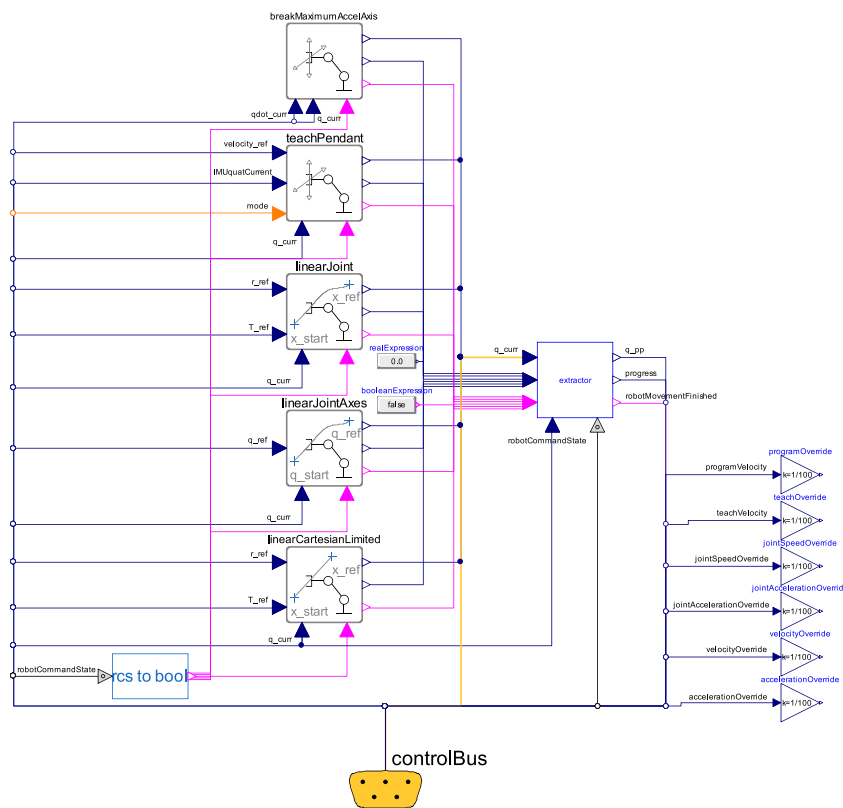 breakMaximumAccelAxis
qdot_curr
q_curr
teachPendant
velocity_ref
IMUquatCurrent
mode
q_curr
linearJoint
r_ref
x_ref
T_ref
x_start
q_curr
realExpression
0.0
booleanExpression
false
q_curr
extractor
q_pp
progress
robotMovementFinished
robotCommandState
linearJointAxes
q_ref
q_ref
q_start
q_curr
linearCartesianLimited
r_ref
x_ref
T_ref
x_start
q_curr
robotCommandState
rcs to bool
programOverride
programVelocity
k=1/100
teachOverride
teachVelocity
k=1/100
jointSpeedOverride
jointSpeedOverride
k=1/100
jointAccelerationOverrid
jointAccelerationOverride
k=1/100
velocityOverride
velocityOverride
k=1/100
accelerationOverride
accelerationOverride
k=1/100
controlBus